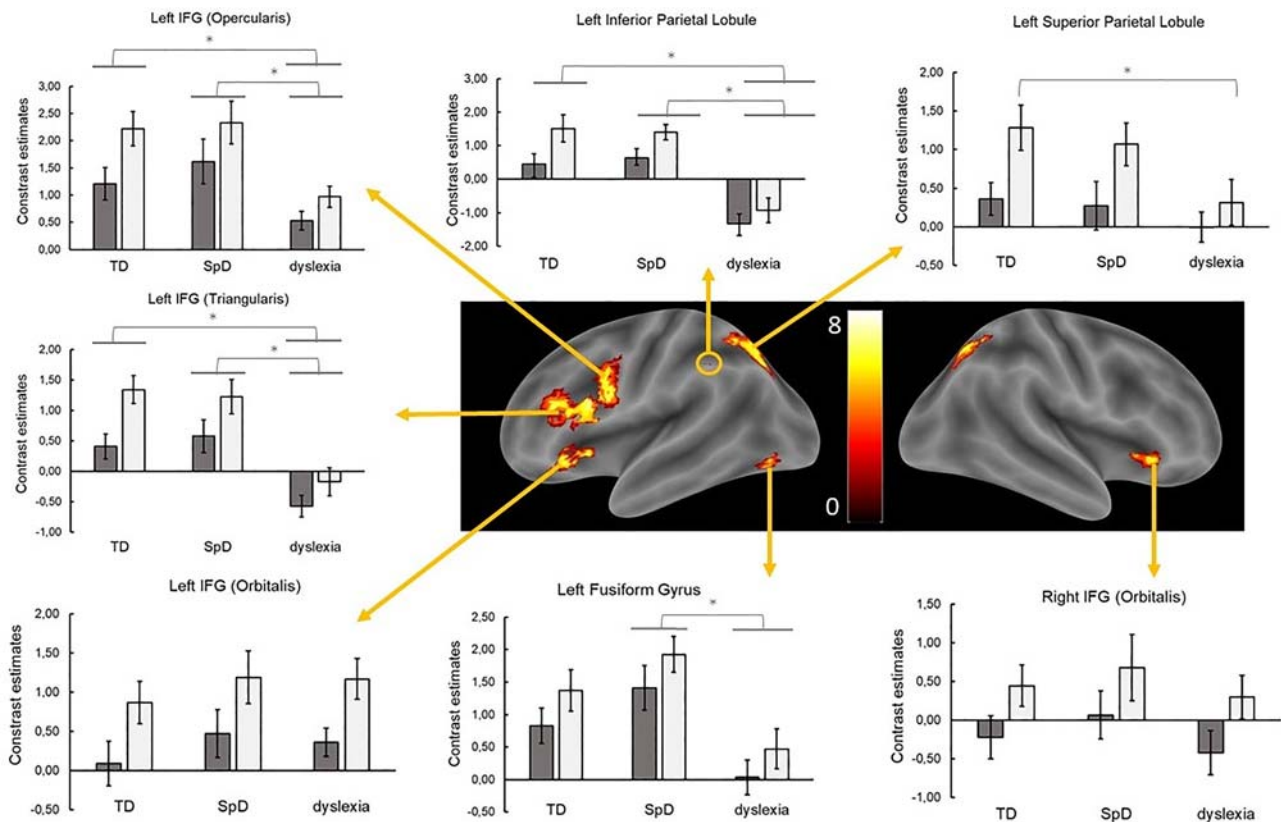 Left IFG (Opercularis)
*
*
Constrast estimates
3,00
2,50
2,00
1,50
1,00
0,50
0,00
TD SpD dyslexia
Left Inferior Parietal Lobule
*
*
Contrast estimates
3,00
2,00
1,00
0,00
-1,00
-2,00
TD SpD dyslexia
Left Superior Parietal Lobule
*
Constrast estimates
2,00
1,50
1,00
0,50
0,00
-0,50
TD SpD dyslexia
Left IFG (Triangularis)
*
*
Constrast estimates
2,00
1,50
1,00
0,50
0,00
-0,50
-1,00
TD SpD dyslexia
8
0
Left IFG (Orbitalis)
Constrast estimates
2,00
1,50
1,00
0,50
0,00
0,50
TD SpD dyslexia
Left Fusiform Gyrus
*
Contrast estimates
2,50
2,00
1,50
1,00
0,50
0,00
-0,50
TD SpD dyslexia
Right IFG (Orbitalis)
Contrast estimates
1,50
1,00
0,50
0,00
-0,50
-1,00
TD SpD dyslexia